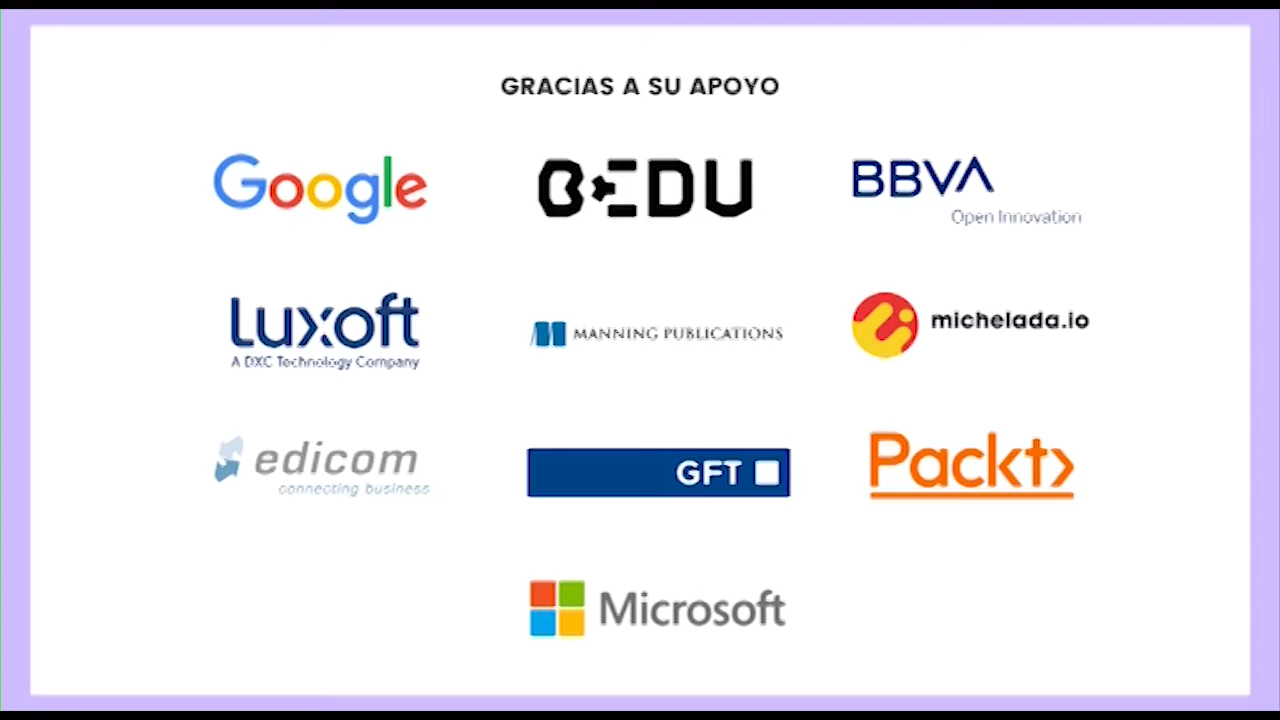 GRACIAS A SU APOYO
Google
BEDU
BBVA
Open Innovation
Luxoft
A DXC Technology Company
MANNING PUBLICATIONS
michelada.io
edicom
connecting business
GFT
Packt>
Microsoft